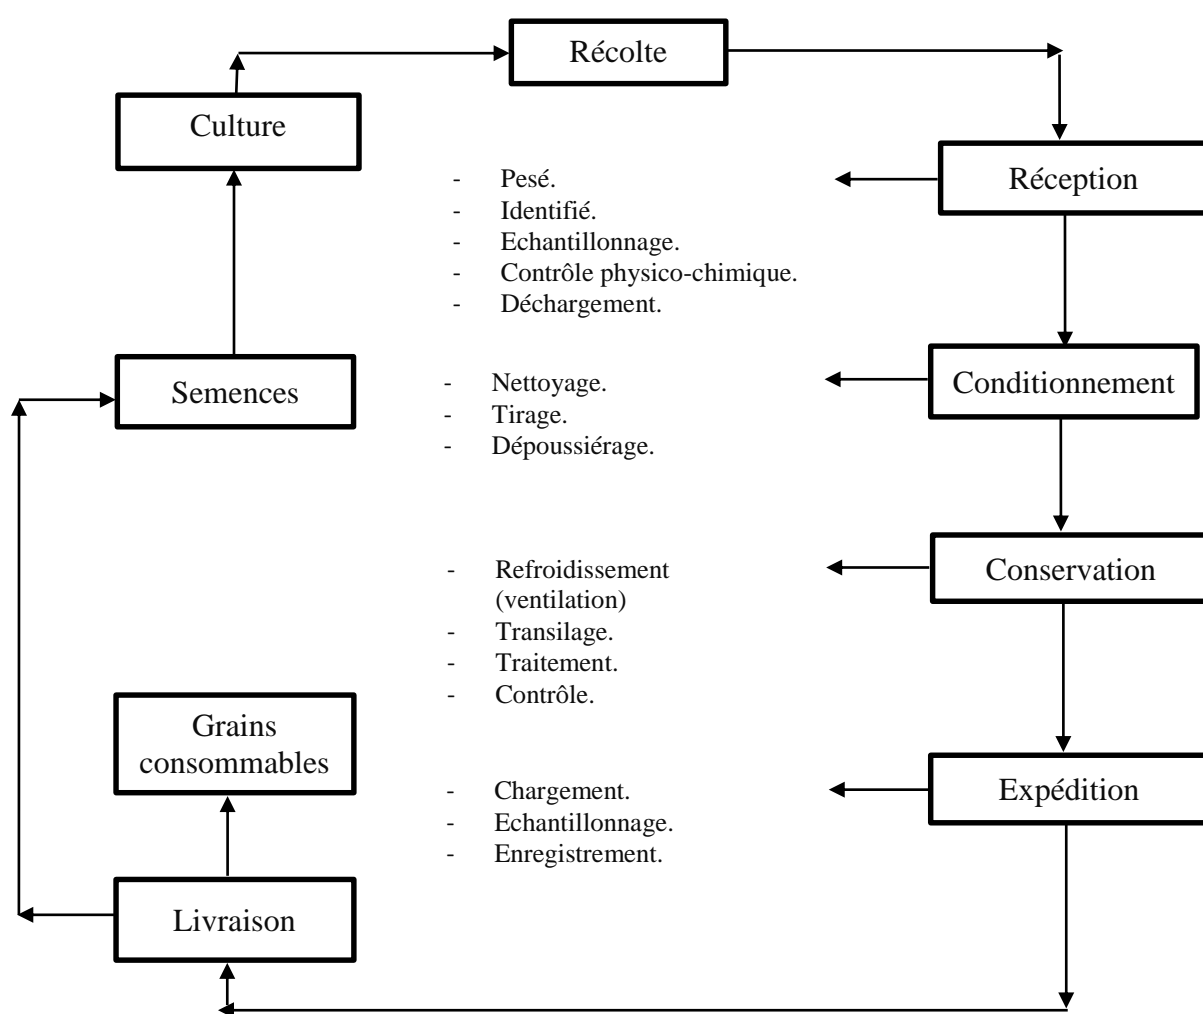 Récolte
Culture
Réception
- Pesé.
- Identifié.
- Echantillonnage.
- Contrôle physico-chimique.
- Déchargement.
Semences
Conditionnement
- Nettoyage.
- Tirage.
- Dépoussiérage.
Conservation
- Refroidissement
(ventilation)
- Transilage.
- Traitement.
- Contrôle.
Grains
consommables
Expédition
- Chargement.
- Echantillonnage.
- Enregistrement.
Livraison